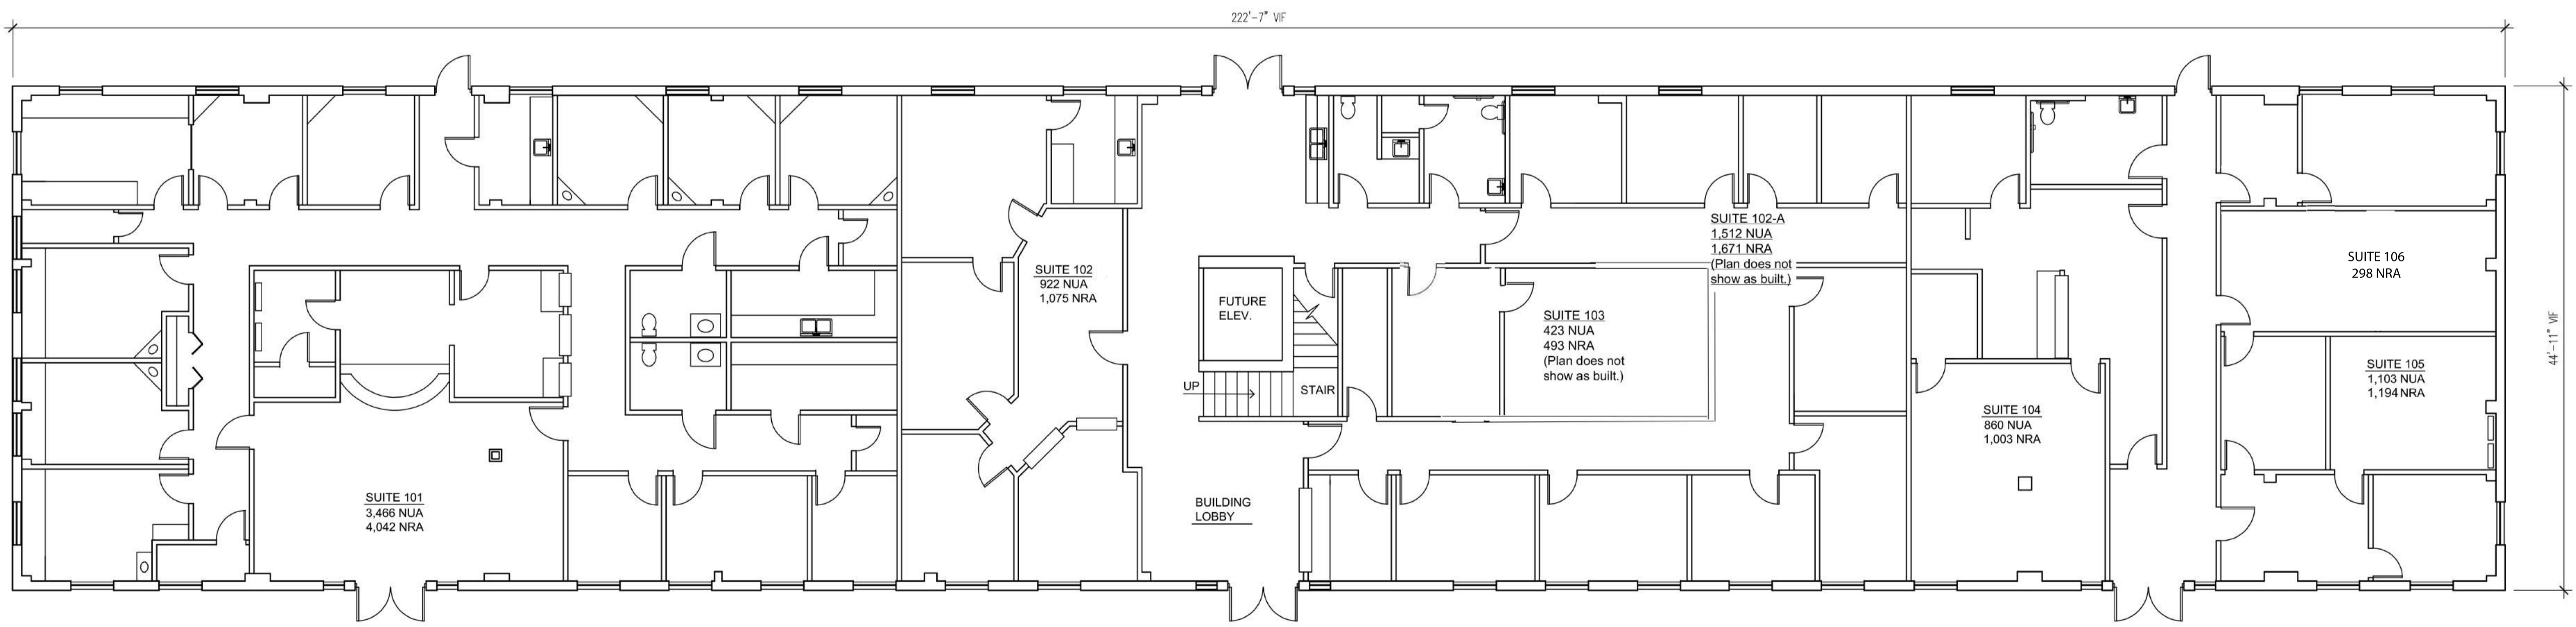 222'-7" VIF
SUITE 101
3,466 NUA
4,042 NRA
SUITE 102
922 NUA
1,075 NRA
FUTURE
ELEV.
UP
STAIR
BUILDING
LOBBY
SUITE 102-A
1,512 NUA
1,671 NRA
(Plan does not
show as built.)
SUITE 103
423 NUA
493 NRA
(Plan does not
show as built.)
SUITE 104
860 NUA
1,003 NRA
SUITE 106
298 NRA
SUITE 105
1,103 NUA
1,194 NRA
44'-11" VIF